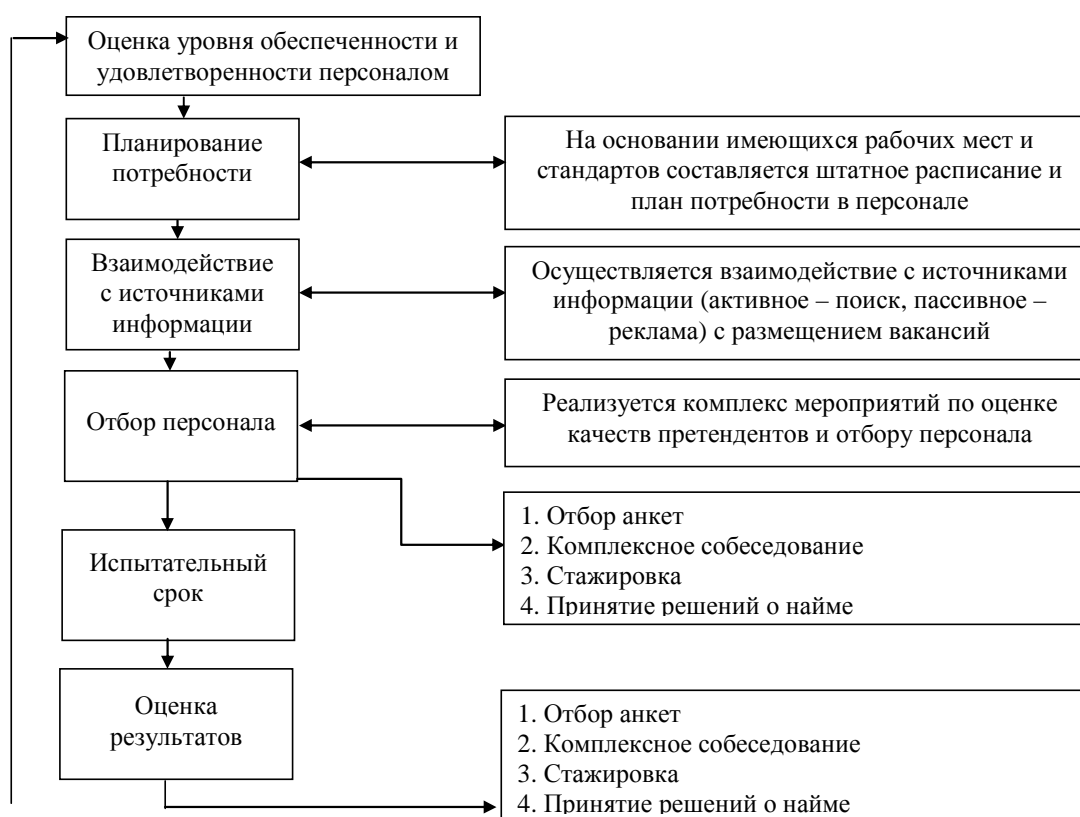 Оценка уровня обеспеченности и
удовлетворенности персоналом
Планирование
потребности
На основании имеющихся рабочих мест и
стандартов составляется штатное расписание и
план потребности в персонале
Взаимодействие
с источниками
информации
Осуществляется взаимодействие с источниками
информации (активное – поиск, пассивное –
реклама) с размещением вакансий
Отбор персонала
Реализуется комплекс мероприятий по оценке
качеств претендентов и отбору персонала
1. Отбор анкет
2. Комплексное собеседование
3. Стажировка
4. Принятие решений о найме
Испытательный
срок
Оценка
результатов
1. Отбор анкет
2. Комплексное собеседование
3. Стажировка
4. Принятие решений о найме